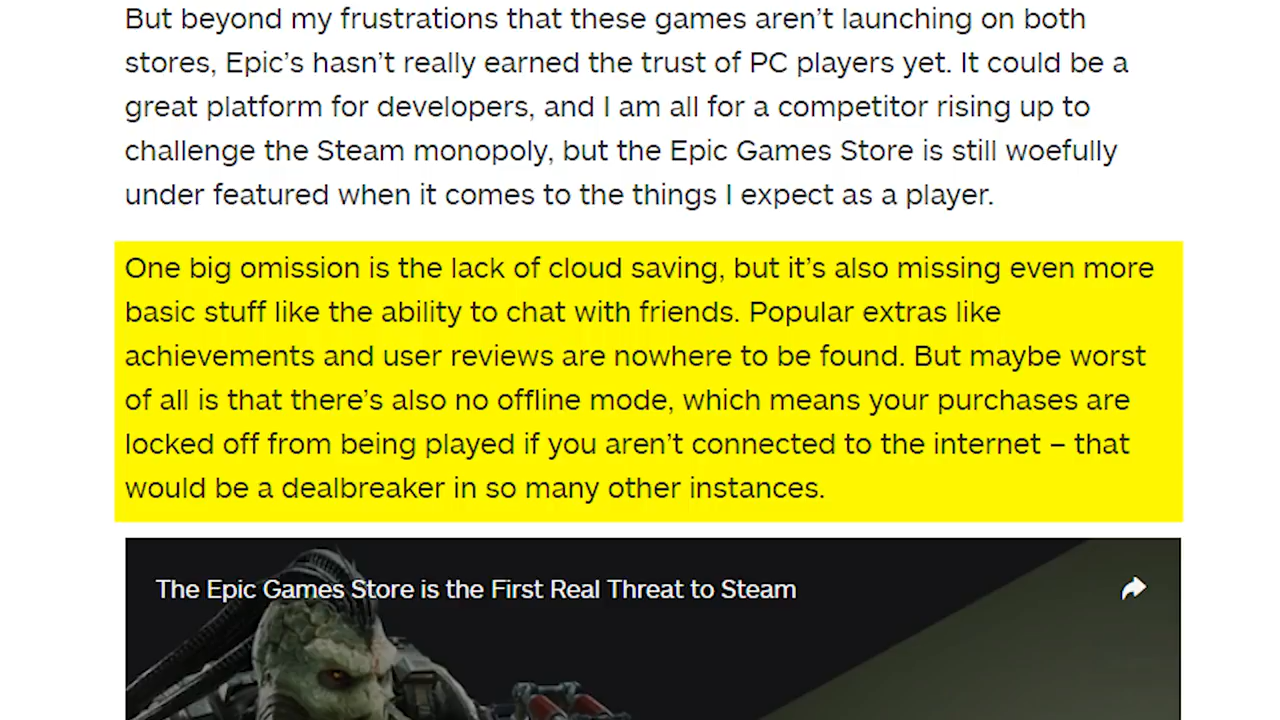 But beyond my frustrations that these games aren’t launching on both
stores, Epic’s hasn’t really earned the trust of PC players yet. It could be a
great platform for developers, and I am all for a competitor rising up to
challenge the Steam monopoly, but the Epic Games Store is still woefully
under featured when it comes to the things I expect as a player.
One big omission is the lack of cloud saving, but it’s also missing even more
basic stuff like the ability to chat with friends. Popular extras like
achievements and user reviews are nowhere to be found. But maybe worst
of all is that there’s also no offline mode, which means your purchases are
locked off from being played if you aren’t connected to the internet – that
would be a dealbreaker in so many other instances.
The Epic Games Store is the First Real Threat to Steam